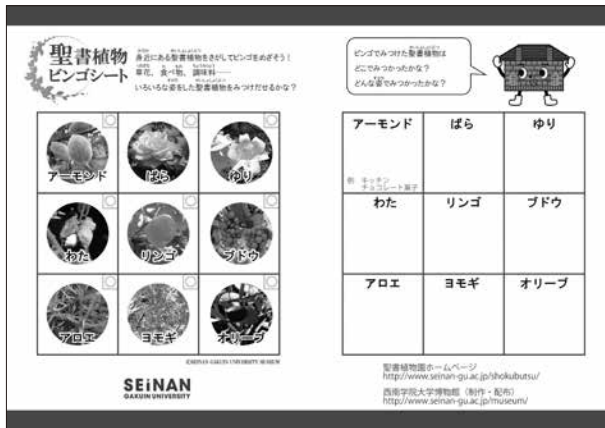 聖書植物
ビンゴシート
身近にある聖書植物をさがしてビンゴをめざそう！
草花、食べ物、調味料……
いろいろな姿をした聖書植物をみつけだせるかな？
アーモンド
ばら
ゆり
わた
リンゴ
ブドウ
アロエ
ヨモギ
オリーブ
©SEINAN GAKUIN UNIVERSITY MUSEUM
SEiNAN
GAKUIN UNIVERSITY
ビンゴでみつけた聖書植物は
どこでみつかったかな？
どんな姿でみつかったかな？
アーモンド
ばら
ゆり
例 キッチン
チョコレート菓子
わた
リンゴ
ブドウ
アロエ
ヨモギ
オリーブ
聖書植物園ホームページ
http://www.seinan-gu.ac.jp/shokubutsu/
西南学院大学博物館（制作・配布）
http://www.seinan-gu.ac.jp/museum/